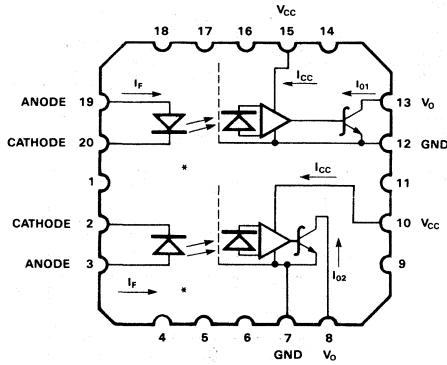 VCC
18 17 16 15 14
ANODE 19 IF ICC IO1 13 VO
CATHODE 20 12 GND
*
1 ICC 11
CATHODE 2 10 VCC
ANODE 3 IF IO2 9
*
4 5 6 7 8
GND VO